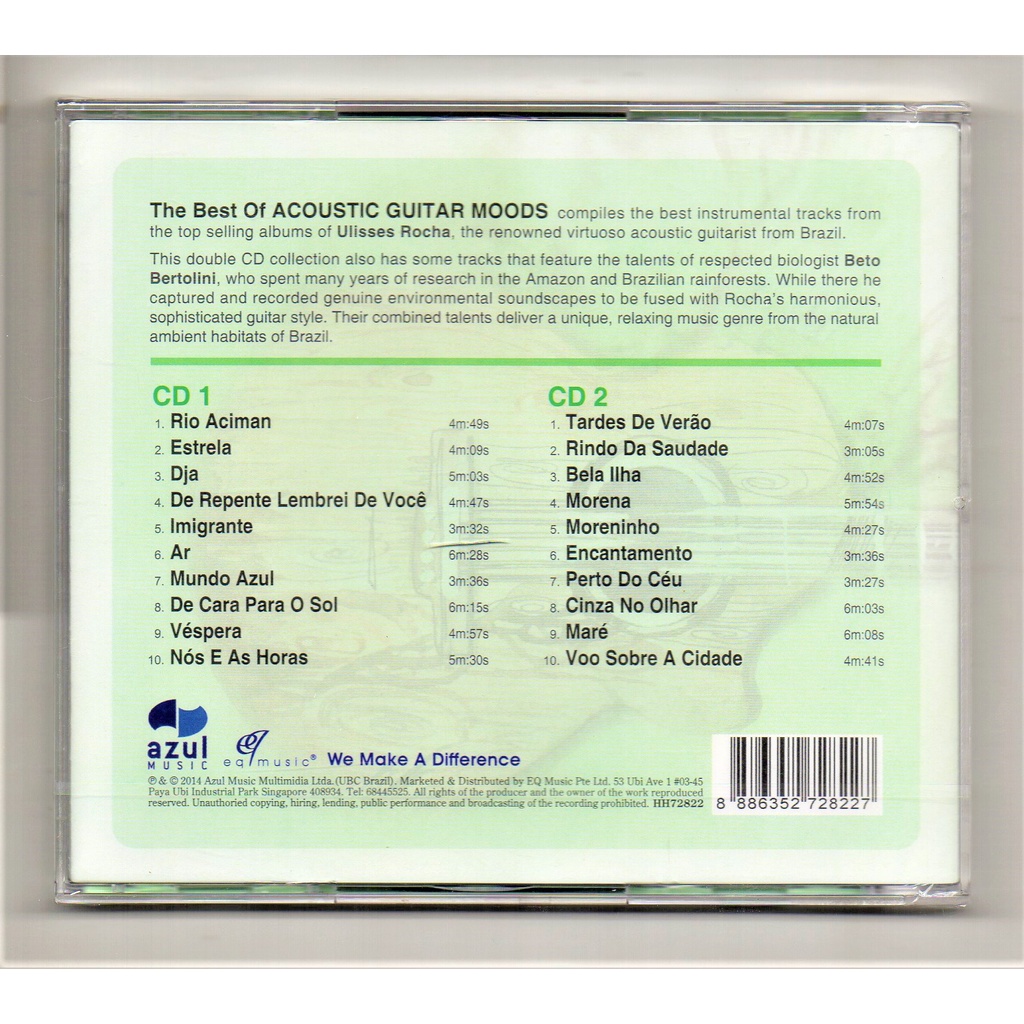 The Best Of ACOUSTIC GUITAR MOODS compiles the best instrumental tracks from
the top selling albums of Ulisses Rocha, the renowned virtuoso acoustic guitarist from Brazil.
This double CD collection also has some tracks that feature the talents of respected biologist Beto
Bertolini, who spent many years of research in the Amazon and Brazilian rainforests. While there he
captured and recorded genuine environmental soundscapes to be fused with Rocha's harmonious,
sophisticated guitar style. Their combined talents deliver a unique, relaxing music genre from the natural
ambient habitats of Brazil.
CD 1
1. Rio Aciman 4m:49s
2. Estrela 4m:09s
3. Dja 5m:03s
4. De Repente Lembrei De Você 4m:47s
5. Imigrante 3m:32s
6. Ar 6m:28s
7. Mundo Azul 3m:36s
8. De Cara Para O Sol 6m:15s
9. Véspera 4m:57s
10. Nós E As Horas 5m:30s
CD 2
1. Tardes De Verão 4m:07s
2. Rindo Da Saudade 3m:05s
3. Bela Ilha 4m:52s
4. Morena 5m:54s
5. Moreninho 4m:27s
6. Encantamento 3m:36s
7. Perto Do Céu 3m:27s
8. Cinza No Olhar 6m:03s
9. Maré 6m:08s
10. Voo Sobre A Cidade 4m:41s
azul
MUSIC
eq
eq music® We Make A Difference
℗ & © 2014 Azul Music Multimidia Ltda.(UBC Brazil). Marketed & Distributed by EQ Music Pte Ltd. 53 Ubi Ave 1 #03-45
Paya Ubi Industrial Park Singapore 408934. Tel: 68445525. All rights of the producer and the owner of the work reproduced
reserved. Unauthoried copying, hiring, lending, public performance and broadcasting of the recording prohibited. HH72822
8 886352 728227